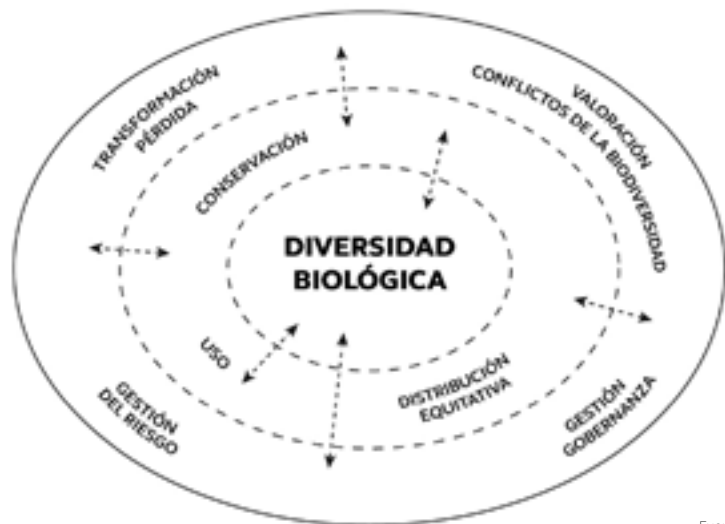 TRANSFORMACIÓN
PÉRDIDA
VALORACIÓN
CONFLICTOS DE LA BIODIVERSIDAD
CONSERVACIÓN
DIVERSIDAD
BIOLÓGICA
USO
DISTRIBUCIÓN
EQUITATIVA
GESTIÓN
DEL RIESGO
GESTIÓN
GOBERNANZA